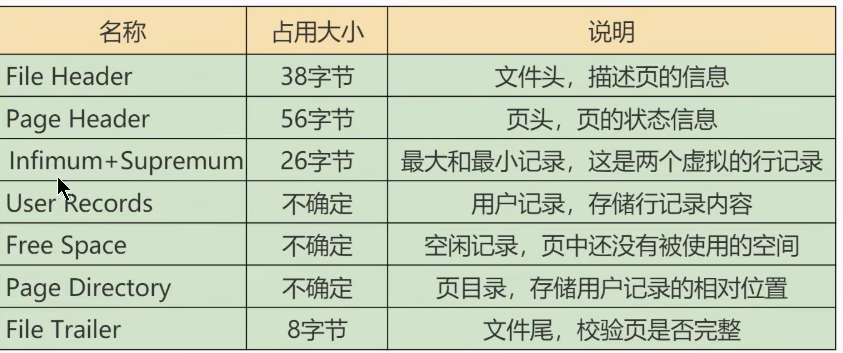 名称 占用大小 说明
File Header 38字节 文件头，描述页的信息
Page Header 56字节 页头，页的状态信息
Infimum+Supremum 26字节 最大和最小记录，这是两个虚拟的行记录
User Records 不确定 用户记录，存储行记录内容
Free Space 不确定 空闲记录，页中还没有被使用的空间
Page Directory 不确定 页目录，存储用户记录的相对位置
File Trailer 8字节 文件尾，校验页是否完整